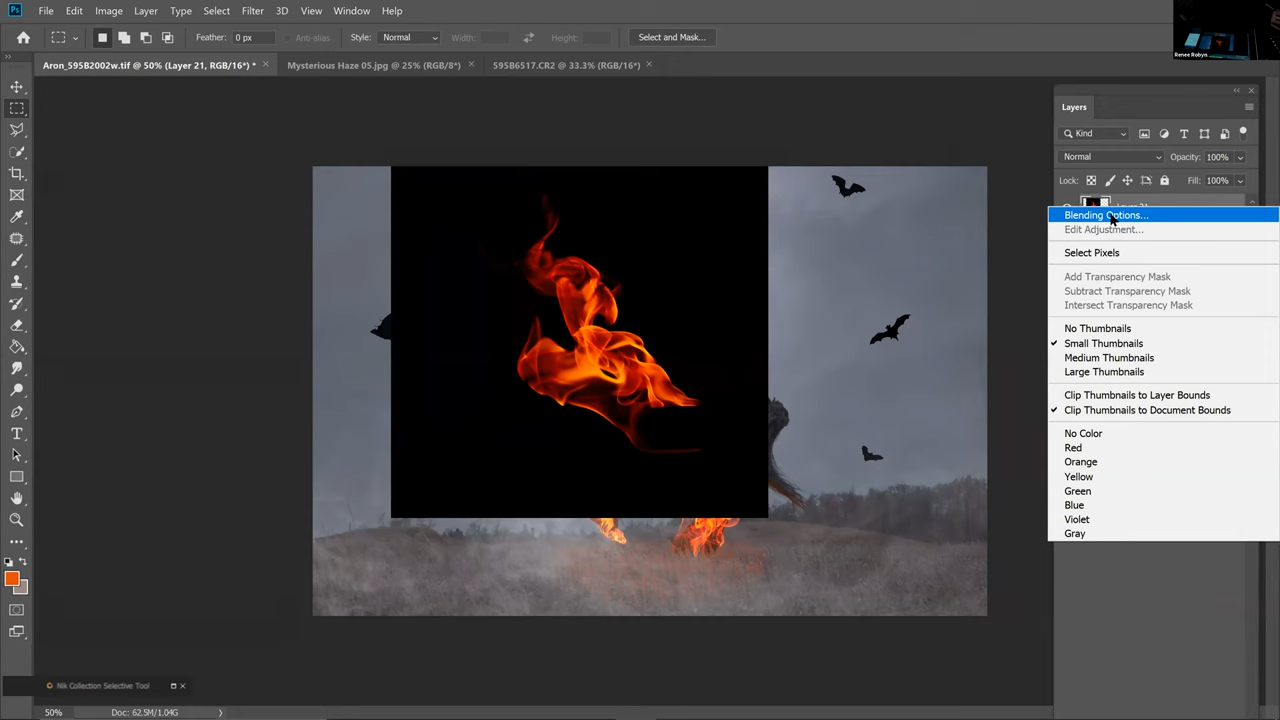 Ps File Edit Image Layer Type Select Filter 3D View Window Help
Feather: 0 px Anti-alias Style: Normal Width: Height: Select and Mask...
Renee Robyn
Aron_595B2002w.tif @ 50% (Layer 21, RGB/16*) * Mysterious Haze 05.jpg @ 25% (RGB/8*) 595B6517.CR2 @ 33.3% (RGB/16*)
Layers
Kind
Normal Opacity: 100%
Lock: Fill: 100%
Layer 21
Blending Options...
Edit Adjustment...
Select Pixels
Add Transparency Mask
Subtract Transparency Mask
Intersect Transparency Mask
No Thumbnails
Small Thumbnails
Medium Thumbnails
Large Thumbnails
Clip Thumbnails to Layer Bounds
Clip Thumbnails to Document Bounds
No Color
Red
Orange
Yellow
Green
Blue
Violet
Gray
Nik Collection Selective Tool
50% Doc: 62.5M/1.04G